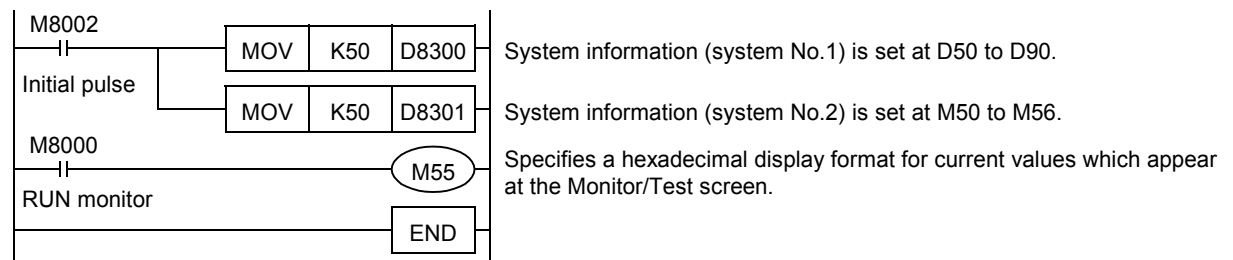 M8002
MOV K50 D8300 System information (system No.1) is set at D50 to D90.
Initial pulse
MOV K50 D8301 System information (system No.2) is set at M50 to M56.
M8000
M55 Specifies a hexadecimal display format for current values which appear
at the Monitor/Test screen.
RUN monitor
END